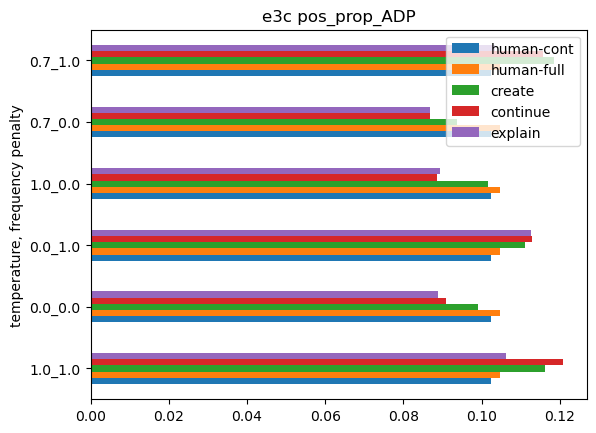 e3c pos_prop_ADP
human-cont
human-full
create
continue
explain
temperature, frequency penalty
0.7_1.0
0.7_0.0
1.0_0.0
0.0_1.0
0.0_0.0
1.0_1.0
0.00 0.02 0.04 0.06 0.08 0.10 0.12